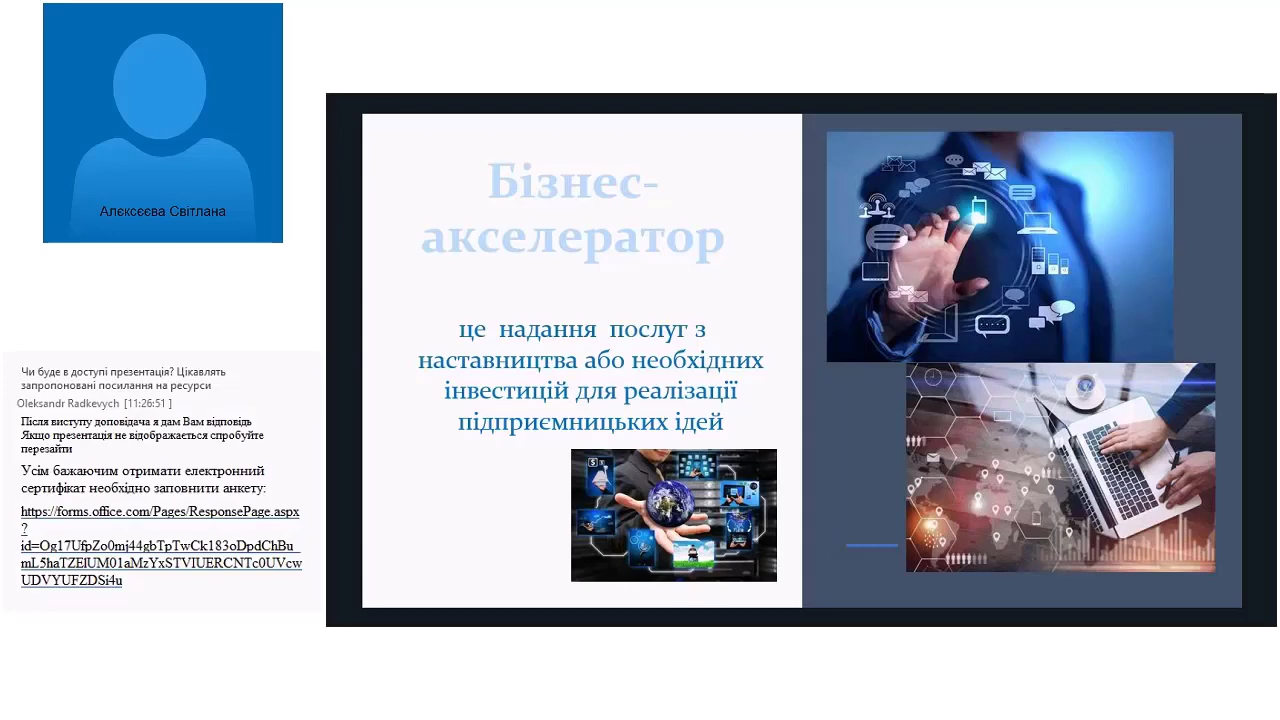 Алєксєєва Світлана
Чи буде в доступі презентація? Цікавлять
запропоновані посилання на ресурси
Oleksandr Radkevych [11:26:51 ]
Після виступу доповідача я дам Вам відповідь
Якщо презентація не відображається спробуйте
перезайти
Усім бажаючим отримати електронний
сертифікат необхідно заповнити анкету:
https://forms.office.com/Pages/ResponsePage.aspx
?
id=Og17UfpZo0mj44gbTpTwCk183oDpdChBu_
mL5haTZElUM01aMzYxSTVIUERCNTc0UVcw
UDVYUFZDSi4u
Бізнес-
акселератор
це надання послуг з
наставництва або необхідних
інвестицій для реалізації
підприємницьких ідей